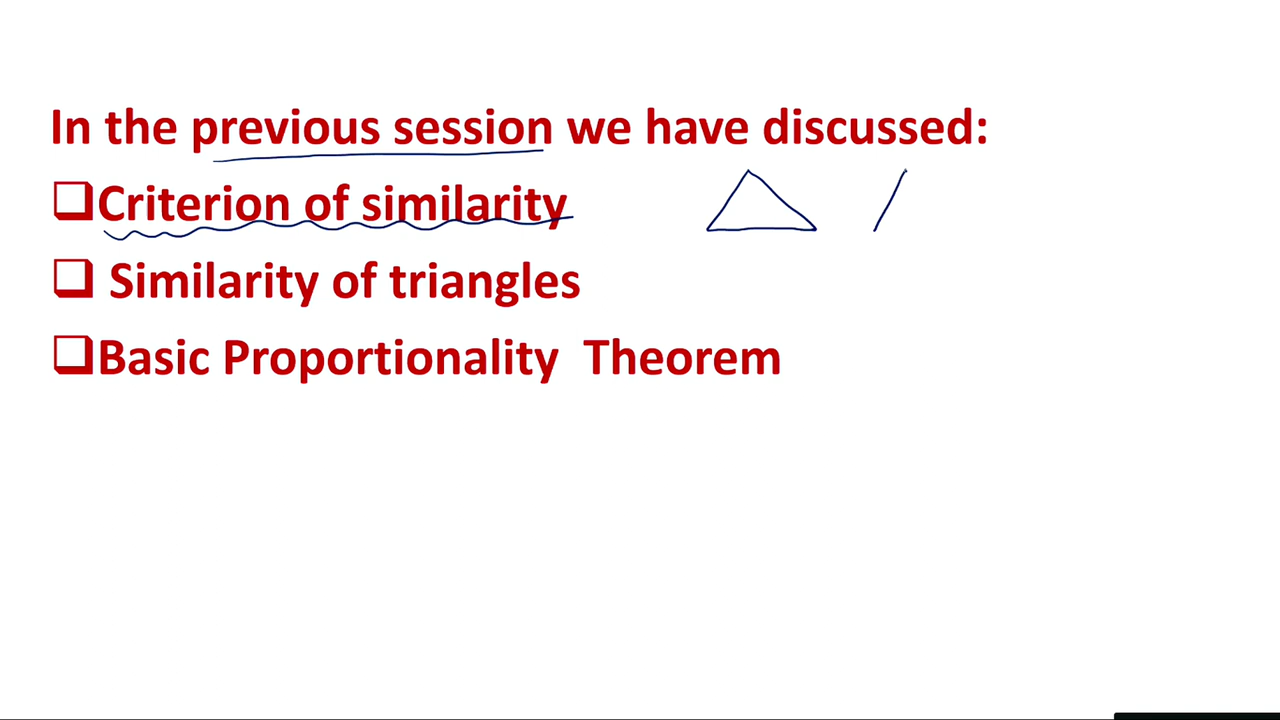 In the previous session we have discussed:
❑Criterion of similarity
❑ Similarity of triangles
❑Basic Proportionality Theorem